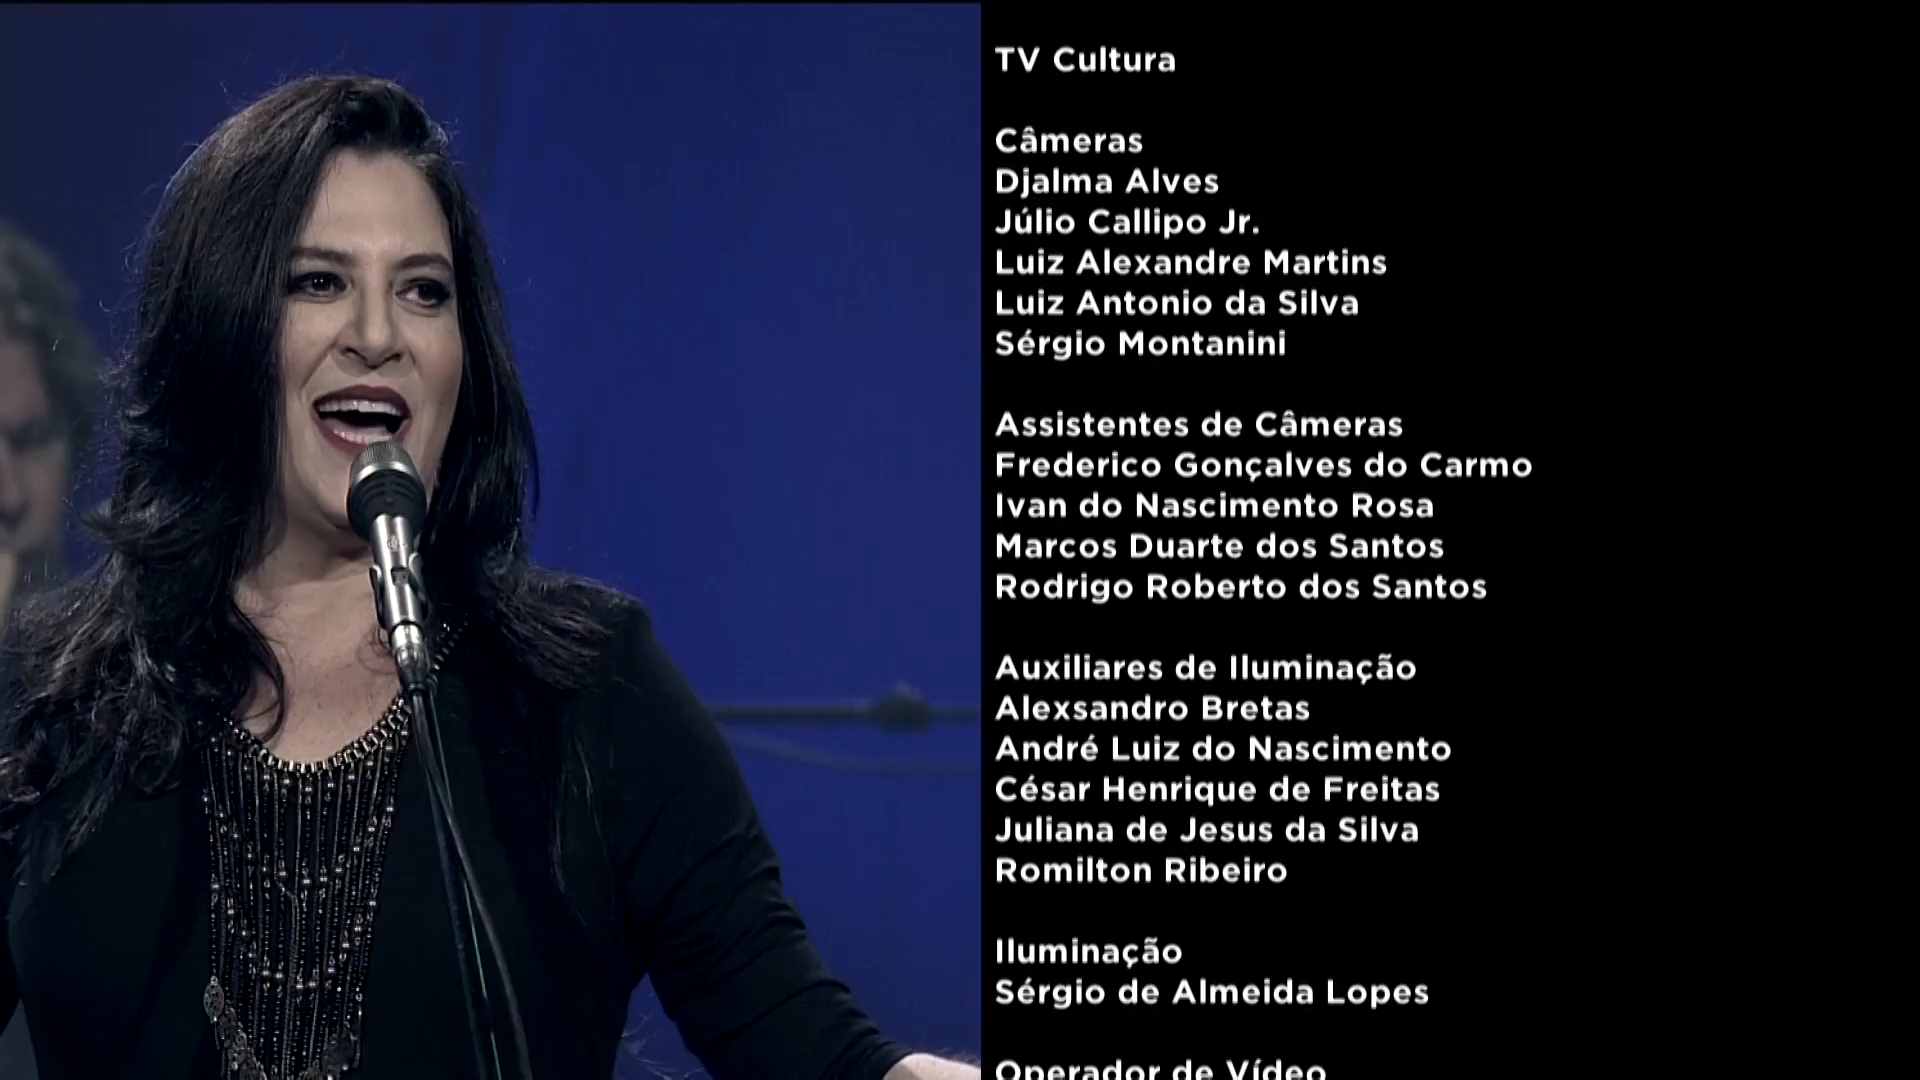 TV Cultura
Câmeras
Djalma Alves
Júlio Callipo Jr.
Luiz Alexandre Martins
Luiz Antonio da Silva
Sérgio Montanini
Assistentes de Câmeras
Frederico Gonçalves do Carmo
Ivan do Nascimento Rosa
Marcos Duarte dos Santos
Rodrigo Roberto dos Santos
Auxiliares de Iluminação
Alexsandro Bretas
André Luiz do Nascimento
César Henrique de Freitas
Juliana de Jesus da Silva
Romilton Ribeiro
Iluminação
Sérgio de Almeida Lopes
Operador de Vídeo